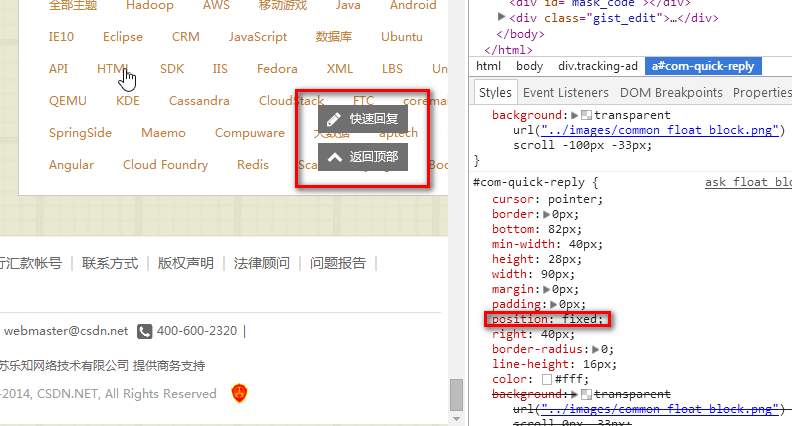 全部主题 Hadoop AWS 移动游戏 Java Android
IE10 Eclipse CRM JavaScript 数据库 Ubuntu
API HTML SDK IIS Fedora XML LBS Un
QEMU KDE Cassandra CloudStack FTC corema
SpringSide Maemo Compuware 大数据 aptech
Angular Cloud Foundry Redis Sca Boo
快速回复
返回顶部
行汇款帐号 | 联系方式 | 版权声明 | 法律顾问 | 问题报告 |
webmaster@csdn.net 400-600-2320 |
苏乐知网络技术有限公司 提供商务支持
-2014, CSDN.NET, All Rights Reserved
<div id="mask_code"></div>
<div class="gist_edit">…</div>
</body>
</html>
html body div.tracking-ad a#com-quick-reply
Styles Event Listeners DOM Breakpoints Properties
background: transparent
url("../images/common_float_block.png")
scroll -100px -33px;
}
#com-quick-reply { ask_float_bl
cursor: pointer;
border: 0px;
bottom: 82px;
min-width: 40px;
height: 28px;
width: 90px;
margin: 0px;
padding: 0px;
position: fixed;
right: 40px;
border-radius: 0;
line-height: 16px;
color: #fff;
background: transparent
url("../images/common_float_block.png")
scroll 0px -33px;